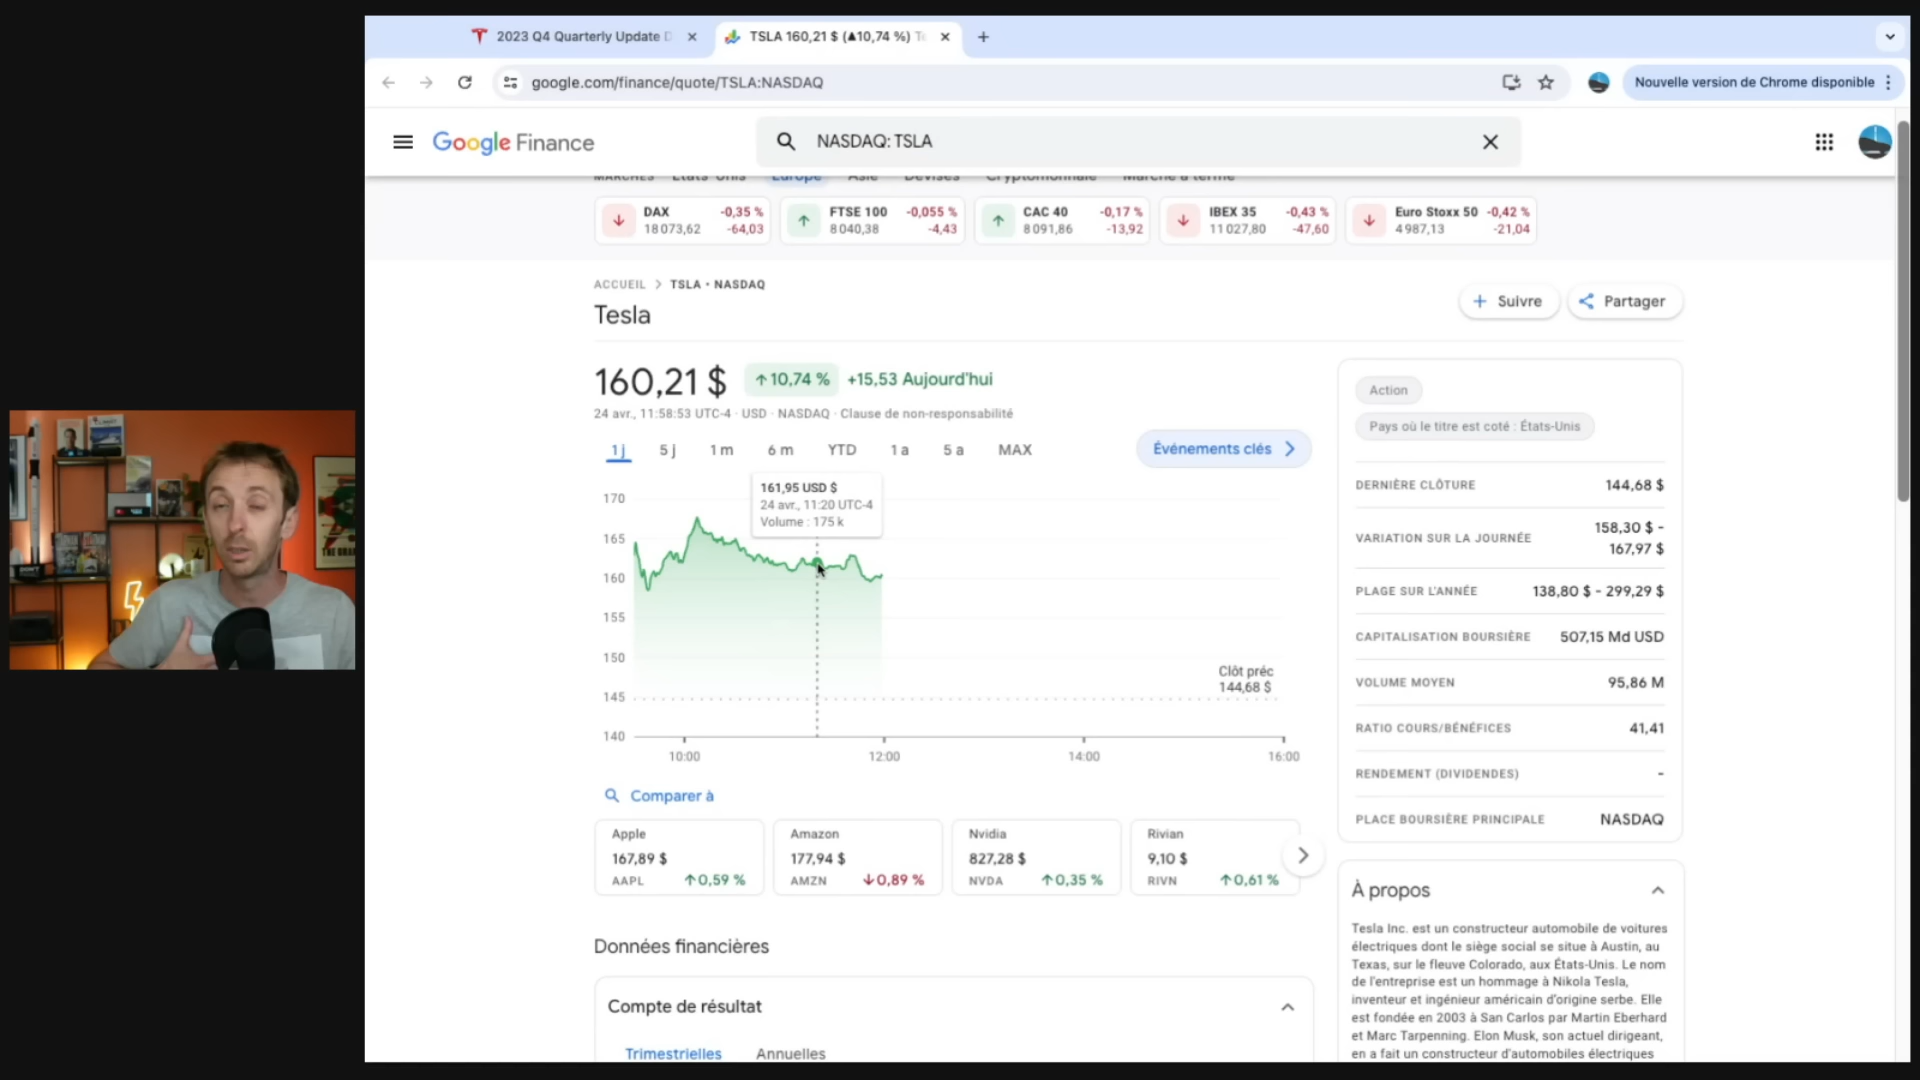 2023 Q4 Quarterly Update D
TSLA 160,21 $ (▲10,74 %) Te
google.com/finance/quote/TSLA:NASDAQ
Nouvelle version de Chrome disponible
Google Finance
NASDAQ: TSLA
MARCHÉS États-Unis Europe Asie Devises Cryptomonnaie Marché à terme
DAX -0,35 %
18 073,62 -64,03
FTSE 100 -0,055 %
8 040,38 -4,43
CAC 40 -0,17 %
8 091,86 -13,92
IBEX 35 -0,43 %
11 027,80 -47,60
Euro Stoxx 50 -0,42 %
4 987,13 -21,04
ACCUEIL > TSLA • NASDAQ
Tesla
+ Suivre
Partager
160,21 $ ↑ 10,74 % +15,53 Aujourd'hui
24 avr., 11:58:53 UTC-4 · USD · NASDAQ · Clause de non-responsabilité
1 j 5 j 1 m 6 m YTD 1 a 5 a MAX
Événements clés
161,95 USD $
24 avr., 11:20 UTC-4
Volume : 175 k
170
165
160
155
150
145
140
Clôt préc
144,68 $
10:00 12:00 14:00 16:00
Comparer à
Apple
167,89 $
AAPL ↑ 0,59 %
Amazon
177,94 $
AMZN ↓ 0,89 %
Nvidia
827,28 $
NVDA ↑ 0,35 %
Rivian
9,10 $
RIVN ↑ 0,61 %
Données financières
Compte de résultat
Trimestrielles Annuelles
Action
Pays où le titre est coté : États-Unis
DERNIÈRE CLÔTURE 144,68 $
VARIATION SUR LA JOURNÉE 158,30 $ -
167,97 $
PLAGE SUR L'ANNÉE 138,80 $ - 299,29 $
CAPITALISATION BOURSIÈRE 507,15 Md USD
VOLUME MOYEN 95,86 M
RATIO COURS/BÉNÉFICES 41,41
RENDEMENT (DIVIDENDES) -
PLACE BOURSIÈRE PRINCIPALE NASDAQ
À propos
Tesla Inc. est un constructeur automobile de voitures
électriques dont le siège social se situe à Austin, au
Texas, sur le fleuve Colorado, aux États-Unis. Le nom
de l'entreprise est un hommage à Nikola Tesla,
inventeur et ingénieur américain d'origine serbe. Elle
est fondée en 2003 à San Carlos par Martin Eberhard
et Marc Tarpenning. Elon Musk, son actuel dirigeant,
en a fait un constructeur d'automobiles électriques